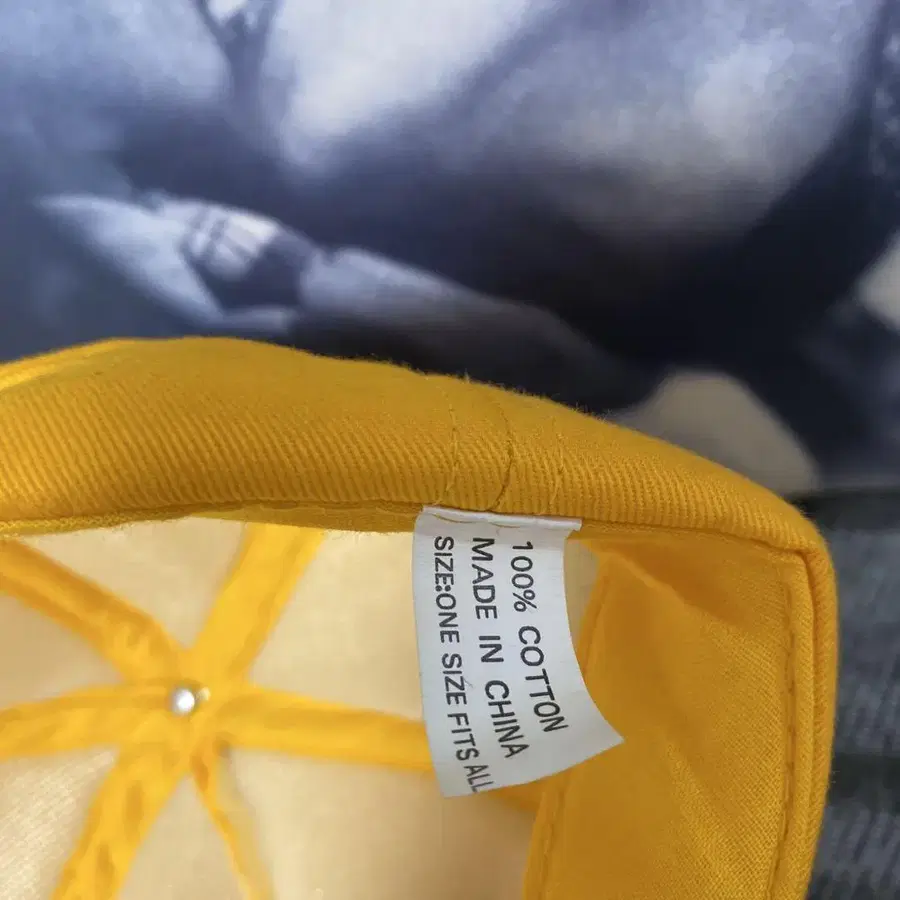 100% COTTON
MADE IN CHINA
SIZE:ONE SIZE FITS ALL